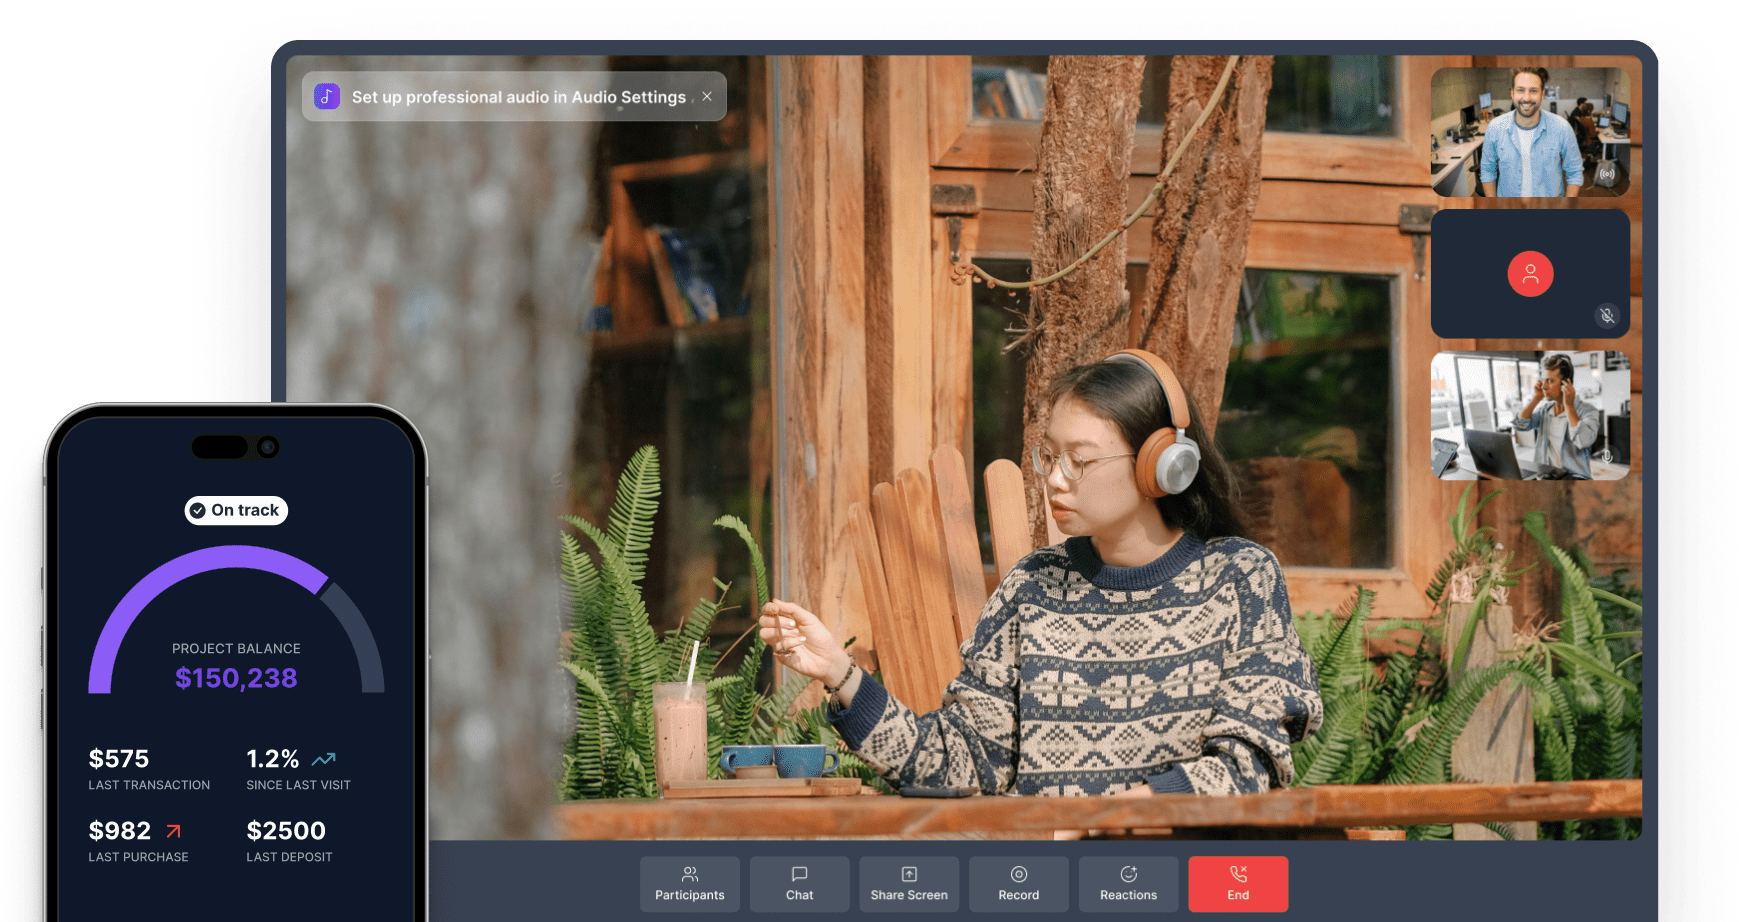 Set up professional audio in Audio Settings
On track
PROJECT BALANCE
$150,238
$575
LAST TRANSACTION
1.2%
SINCE LAST VISIT
$982
LAST PURCHASE
$2500
LAST DEPOSIT
Participants
Chat
Share Screen
Record
Reactions
End